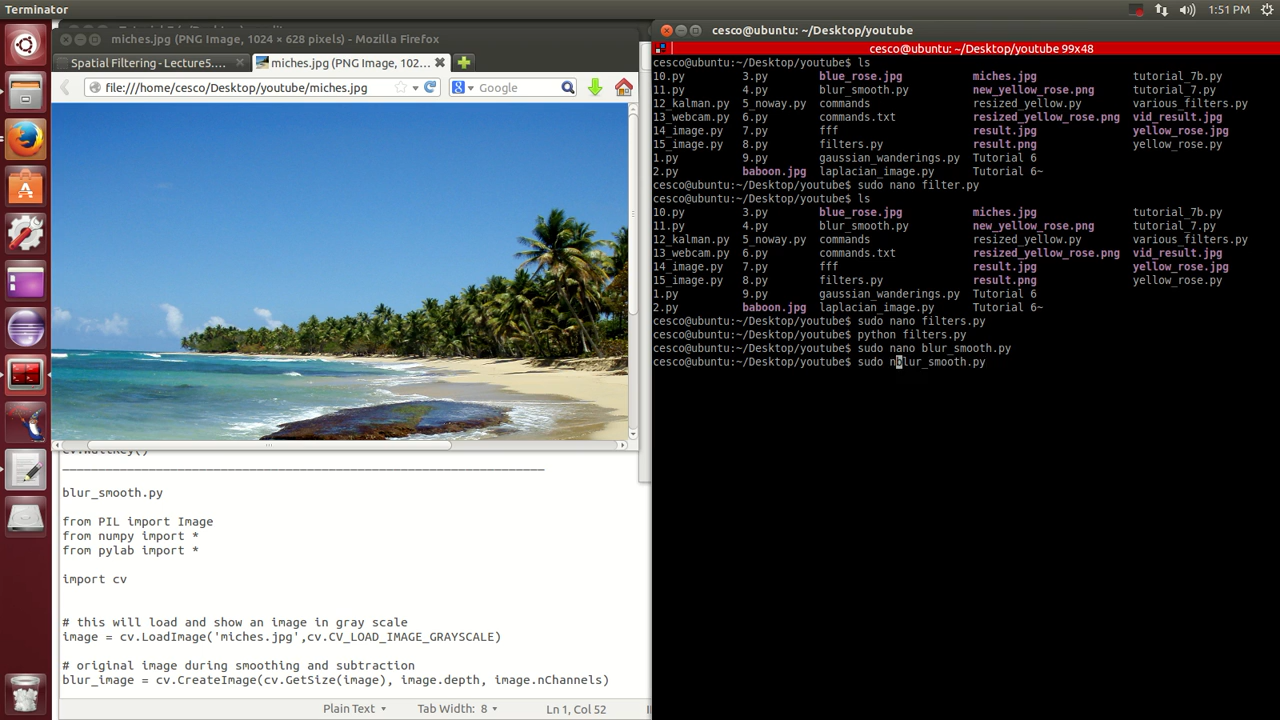 Terminator
1:51 PM
miches.jpg (PNG Image, 1024 × 628 pixels) - Mozilla Firefox
Spatial Filtering - Lecture5....
miches.jpg (PNG Image, 102...
file:///home/cesco/Desktop/youtube/miches.jpg
Google
____________________________________________________________
blur_smooth.py
from PIL import Image
from numpy import *
from pylab import *
import cv
# this will load and show an image in gray scale
image = cv.LoadImage('miches.jpg',cv.CV_LOAD_IMAGE_GRAYSCALE)
# original image during smoothing and subtraction
blur_image = cv.CreateImage(cv.GetSize(image), image.depth, image.nChannels)
Plain Text Tab Width: 8 Ln 1, Col 52
cesco@ubuntu: ~/Desktop/youtube
cesco@ubuntu: ~/Desktop/youtube 99x48
cesco@ubuntu:~/Desktop/youtube$ ls
10.py 3.py blue_rose.jpg miches.jpg tutorial_7b.py
11.py 4.py blur_smooth.py new_yellow_rose.png tutorial_7.py
12_kalman.py 5_noway.py commands resized_yellow.py various_filters.py
13_webcam.py 6.py commands.txt resized_yellow_rose.png vid_result.jpg
14_image.py 7.py fff result.jpg yellow_rose.jpg
15_image.py 8.py filters.py result.png yellow_rose.py
1.py 9.py gaussian_wanderings.py Tutorial 6
2.py baboon.jpg laplacian_image.py Tutorial 6~
cesco@ubuntu:~/Desktop/youtube$ sudo nano filter.py
cesco@ubuntu:~/Desktop/youtube$ ls
10.py 3.py blue_rose.jpg miches.jpg tutorial_7b.py
11.py 4.py blur_smooth.py new_yellow_rose.png tutorial_7.py
12_kalman.py 5_noway.py commands resized_yellow.py various_filters.py
13_webcam.py 6.py commands.txt resized_yellow_rose.png vid_result.jpg
14_image.py 7.py fff result.jpg yellow_rose.jpg
15_image.py 8.py filters.py result.png yellow_rose.py
1.py 9.py gaussian_wanderings.py Tutorial 6
2.py baboon.jpg laplacian_image.py Tutorial 6~
cesco@ubuntu:~/Desktop/youtube$ sudo nano filters.py
cesco@ubuntu:~/Desktop/youtube$ python filters.py
cesco@ubuntu:~/Desktop/youtube$ sudo nano blur_smooth.py
cesco@ubuntu:~/Desktop/youtube$ sudo nblur_smooth.py